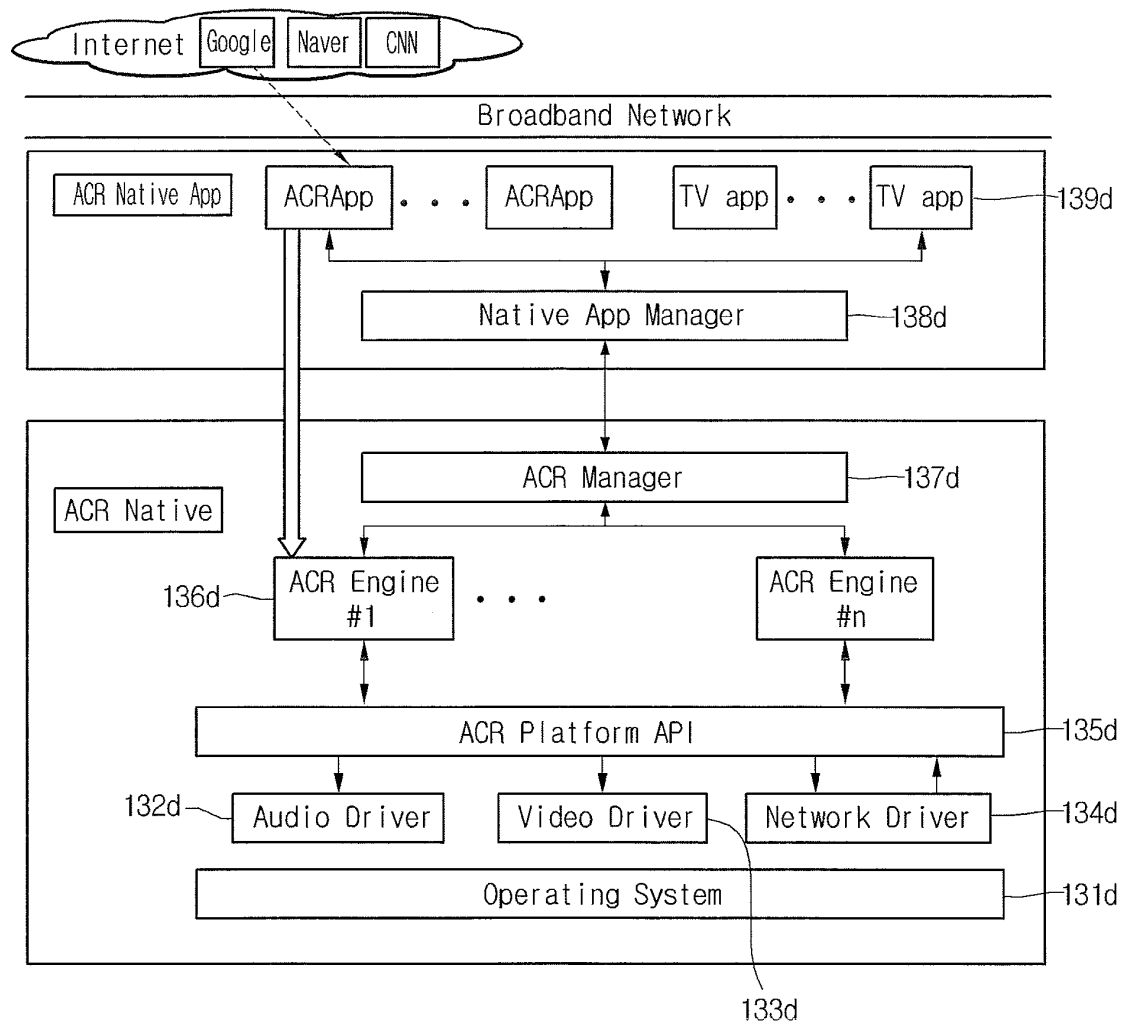 Internet Google Naver CNN
Broadband Network
ACR Native App
ACRApp . . . ACRApp TV app . . . TV app 139d
Native App Manager 138d
ACR Manager 137d
ACR Native
136d ACR Engine #1 . . . ACR Engine #n
ACR Platform API 135d
132d Audio Driver Video Driver Network Driver 134d
Operating System 131d
133d